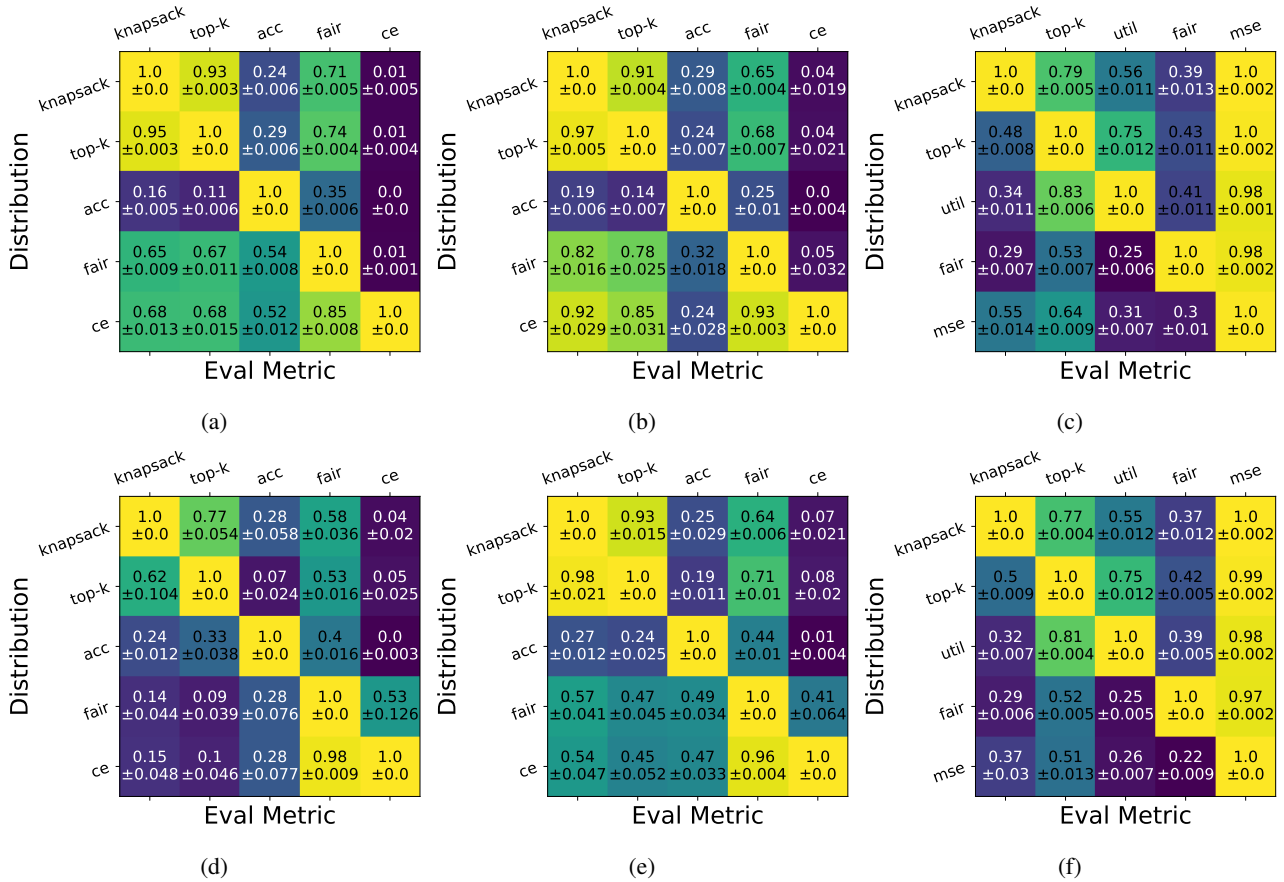 knapsack top-k acc fair ce
Distribution
knapsack 1.0 ±0.0 0.93 ±0.003 0.24 ±0.006 0.71 ±0.005 0.01 ±0.005
top-k 0.95 ±0.003 1.0 ±0.0 0.29 ±0.006 0.74 ±0.004 0.01 ±0.004
acc 0.16 ±0.005 0.11 ±0.006 1.0 ±0.0 0.35 ±0.006 0.0 ±0.0
fair 0.65 ±0.009 0.67 ±0.011 0.54 ±0.008 1.0 ±0.0 0.01 ±0.001
ce 0.68 ±0.013 0.68 ±0.015 0.52 ±0.012 0.85 ±0.008 1.0 ±0.0
Eval Metric
(a)
knapsack top-k acc fair ce
Distribution
knapsack 1.0 ±0.0 0.91 ±0.004 0.29 ±0.008 0.65 ±0.004 0.04 ±0.019
top-k 0.97 ±0.005 1.0 ±0.0 0.24 ±0.007 0.68 ±0.007 0.04 ±0.021
acc 0.19 ±0.006 0.14 ±0.007 1.0 ±0.0 0.25 ±0.01 0.0 ±0.004
fair 0.82 ±0.016 0.78 ±0.025 0.32 ±0.018 1.0 ±0.0 0.05 ±0.032
ce 0.92 ±0.029 0.85 ±0.031 0.24 ±0.028 0.93 ±0.003 1.0 ±0.0
Eval Metric
(b)
knapsack top-k util fair mse
Distribution
knapsack 1.0 ±0.0 0.79 ±0.005 0.56 ±0.011 0.39 ±0.013 1.0 ±0.002
top-k 0.48 ±0.008 1.0 ±0.0 0.75 ±0.012 0.43 ±0.011 1.0 ±0.002
util 0.34 ±0.011 0.83 ±0.006 1.0 ±0.0 0.41 ±0.011 0.98 ±0.001
fair 0.29 ±0.007 0.53 ±0.007 0.25 ±0.006 1.0 ±0.0 0.98 ±0.002
mse 0.55 ±0.014 0.64 ±0.009 0.31 ±0.007 0.3 ±0.01 1.0 ±0.0
Eval Metric
(c)
knapsack top-k acc fair ce
Distribution
knapsack 1.0 ±0.0 0.77 ±0.054 0.28 ±0.058 0.58 ±0.036 0.04 ±0.02
top-k 0.62 ±0.104 1.0 ±0.0 0.07 ±0.024 0.53 ±0.016 0.05 ±0.025
acc 0.24 ±0.012 0.33 ±0.038 1.0 ±0.0 0.4 ±0.016 0.0 ±0.003
fair 0.14 ±0.044 0.09 ±0.039 0.28 ±0.076 1.0 ±0.0 0.53 ±0.126
ce 0.15 ±0.048 0.1 ±0.046 0.28 ±0.077 0.98 ±0.009 1.0 ±0.0
Eval Metric
(d)
knapsack top-k acc fair ce
Distribution
knapsack 1.0 ±0.0 0.93 ±0.015 0.25 ±0.029 0.64 ±0.006 0.07 ±0.021
top-k 0.98 ±0.021 1.0 ±0.0 0.19 ±0.011 0.71 ±0.01 0.08 ±0.02
acc 0.27 ±0.012 0.24 ±0.025 1.0 ±0.0 0.44 ±0.01 0.01 ±0.004
fair 0.57 ±0.041 0.47 ±0.045 0.49 ±0.034 1.0 ±0.0 0.41 ±0.064
ce 0.54 ±0.047 0.45 ±0.052 0.47 ±0.033 0.96 ±0.004 1.0 ±0.0
Eval Metric
(e)
knapsack top-k util fair mse
Distribution
knapsack 1.0 ±0.0 0.77 ±0.004 0.55 ±0.012 0.37 ±0.012 1.0 ±0.002
top-k 0.5 ±0.009 1.0 ±0.0 0.75 ±0.012 0.42 ±0.005 0.99 ±0.002
util 0.32 ±0.007 0.81 ±0.004 1.0 ±0.0 0.39 ±0.005 0.98 ±0.002
fair 0.29 ±0.006 0.52 ±0.005 0.25 ±0.005 1.0 ±0.0 0.97 ±0.002
mse 0.37 ±0.03 0.51 ±0.013 0.26 ±0.007 0.22 ±0.009 1.0 ±0.0
Eval Metric
(f)